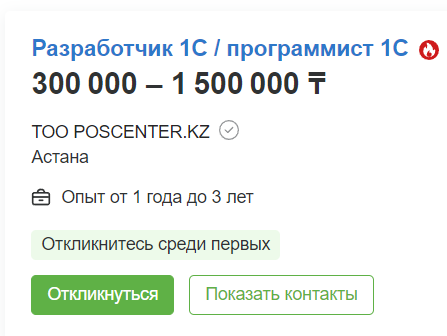 Разработчик 1С / программист 1С
300 000 – 1 500 000 ₸
ТОО POSCENTER.KZ
Астана
Опыт от 1 года до 3 лет
Откликнитесь среди первых
Откликнуться
Показать контакты